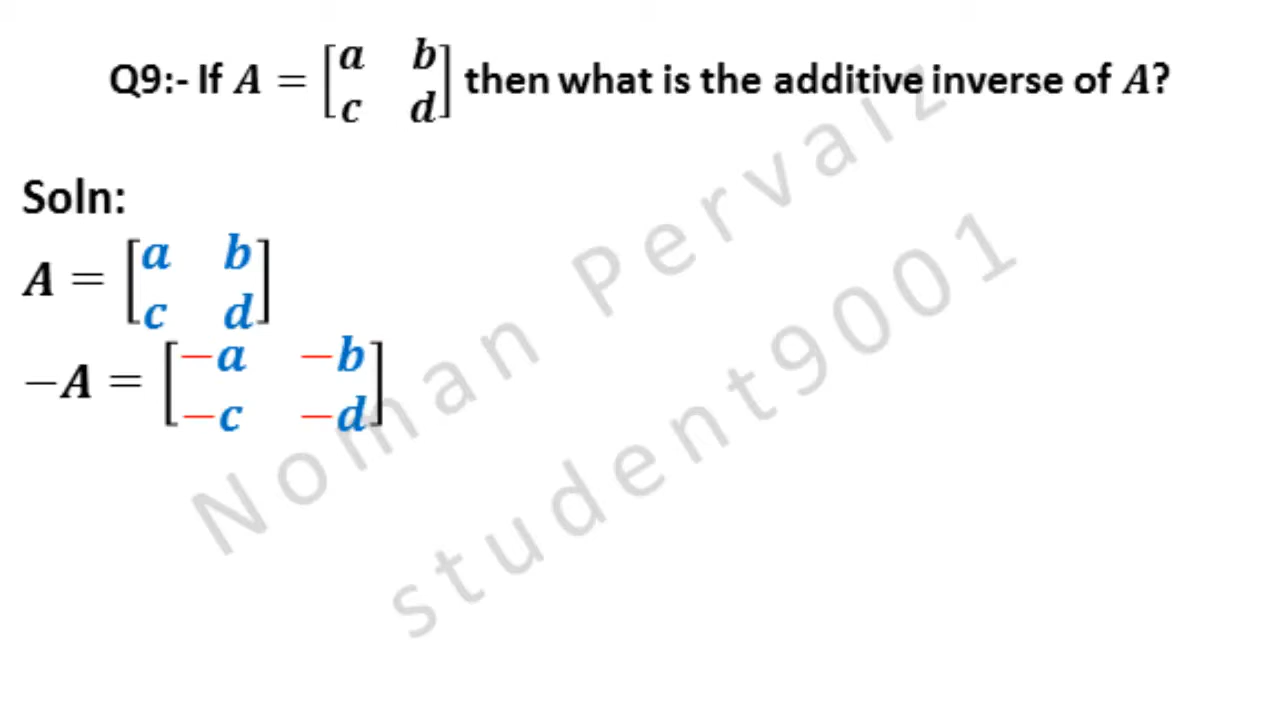 Q9:- If A = [a b
c d] then what is the additive inverse of A?
Soln:
A = [a b
c d]
−A = [−a −b
−c −d]
Noman Pervaiz
student9001